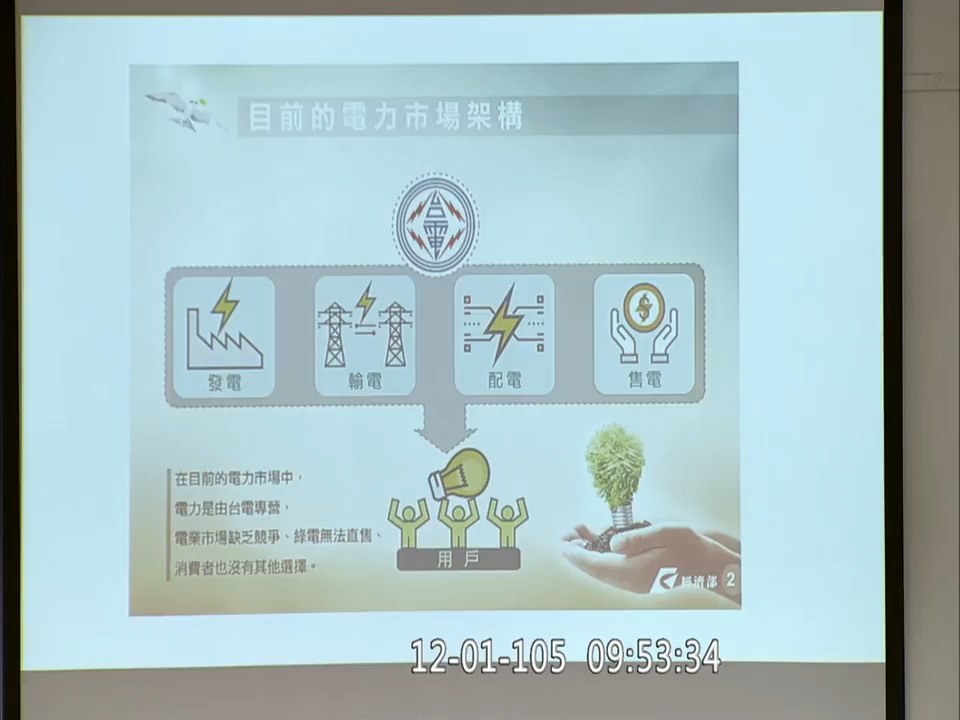 目前的電力市場架構
台電
發電
輸電
配電
售電
在目前的電力市場中，
電力是由台電專營，
電業市場缺乏競爭、綠電無法直售、
消費者也沒有其他選擇。
用戶
經濟部 2
12-01-105 09:53:34